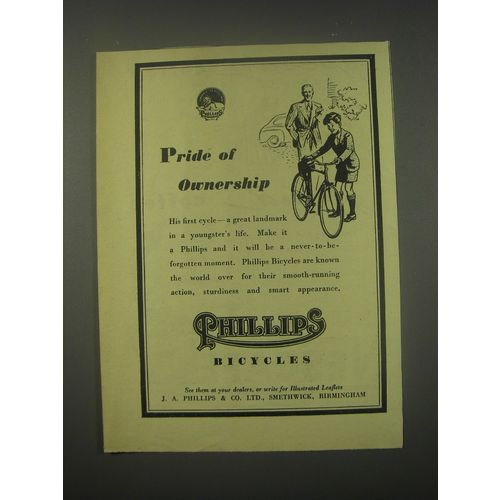 PHILLIPS
Pride of
Ownership
His first cycle—a great landmark
in a youngster's life. Make it
a Phillips and it will be a never-to-be-
forgotten moment. Phillips Bicycles are known
the world over for their smooth-running
action, sturdiness and smart appearance.
PHILLIPS
BICYCLES
See them at your dealers, or write for Illustrated Leaflets
J. A. PHILLIPS & CO. LTD., SMETHWICK, BIRMINGHAM